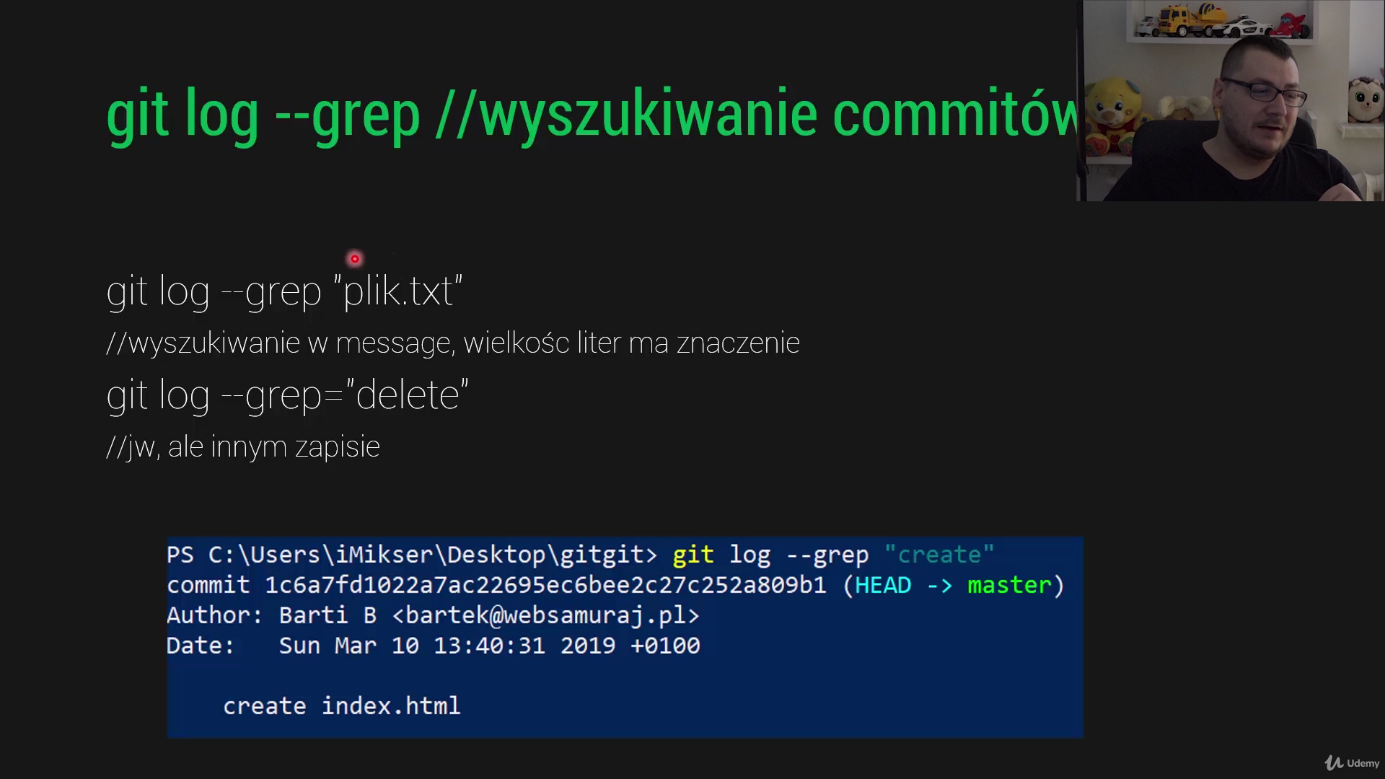 git log --grep //wyszukiwanie commitów
git log --grep "plik.txt"
//wyszukiwanie w message, wielkośc liter ma znaczenie
git log --grep="delete"
//jw, ale innym zapisie
PS C:\Users\iMikser\Desktop\gitgit> git log --grep "create"
commit 1c6a7fd1022a7ac22695ec6bee2c27c252a809b1 (HEAD -> master)
Author: Barti B <bartek@websamuraj.pl>
Date:   Sun Mar 10 13:40:31 2019 +0100
create index.html
Udemy